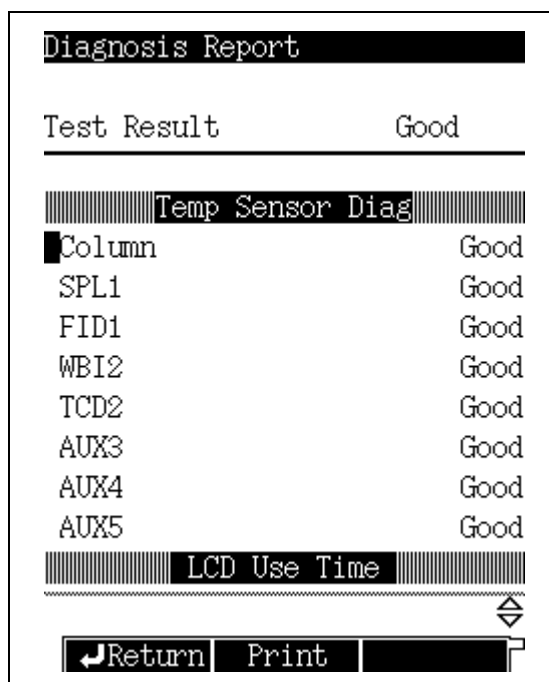 Diagnosis Report
Test Result Good
Temp Sensor Diag
Column Good
SPL1 Good
FID1 Good
WBI2 Good
TCD2 Good
AUX3 Good
AUX4 Good
AUX5 Good
LCD Use Time
Return Print